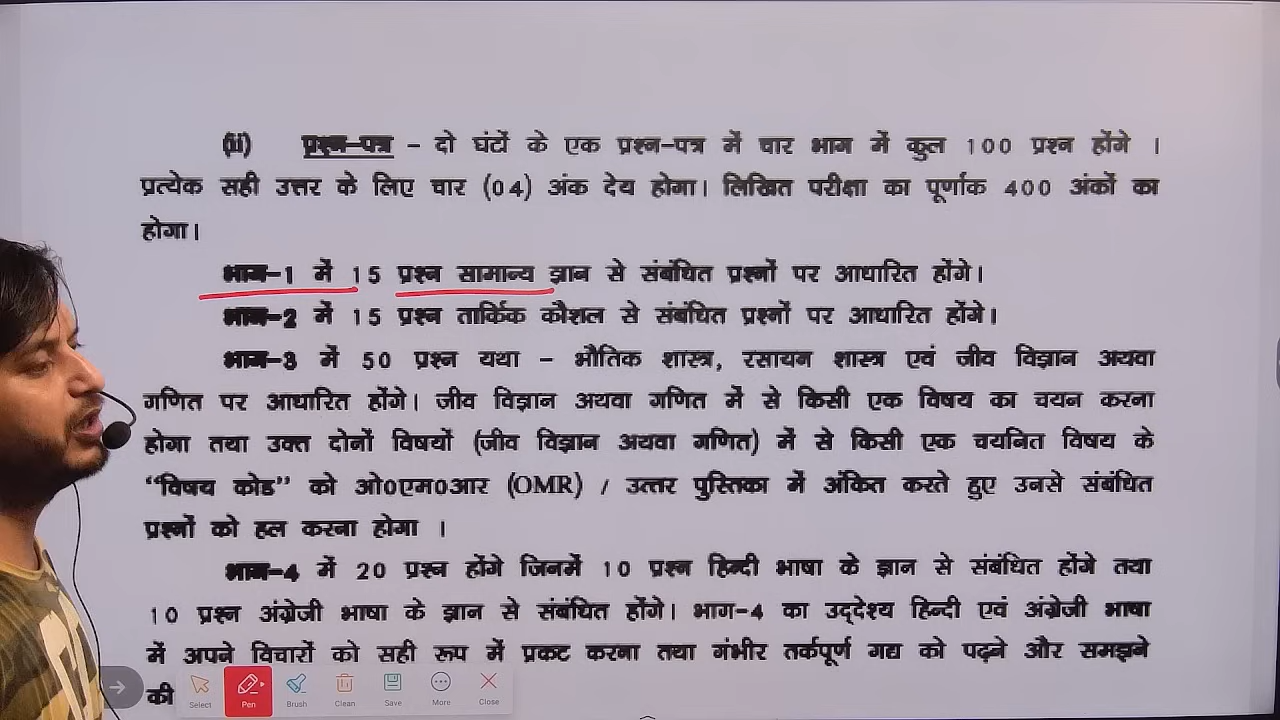 (ii) प्रश्न-पत्र - दो घंटों के एक प्रश्न-पत्र में चार भाग में कुल 100 प्रश्न होंगे ।
प्रत्येक सही उत्तर के लिए चार (04) अंक देय होगा। लिखित परीक्षा का पूर्णांक 400 अंकों का
होगा।
भाग-1 में 15 प्रश्न सामान्य ज्ञान से संबंधित प्रश्नों पर आधारित होंगे।
भाग-2 में 15 प्रश्न तार्किक कौशल से संबंधित प्रश्नों पर आधारित होंगे।
भाग-3 में 50 प्रश्न यथा - भौतिक शास्त्र, रसायन शास्त्र एवं जीव विज्ञान अथवा
गणित पर आधारित होंगे। जीव विज्ञान अथवा गणित में से किसी एक विषय का चयन करना
होगा तथा उक्त दोनों विषयों (जीव विज्ञान अथवा गणित) में से किसी एक चयनित विषय के
“विषय कोड” को ओ0एम0आर (OMR) / उत्तर पुस्तिका में अंकित करते हुए उनसे संबंधित
प्रश्नों को हल करना होगा ।
भाग-4 में 20 प्रश्न होंगे जिनमें 10 प्रश्न हिन्दी भाषा के ज्ञान से संबंधित होंगे तथा
10 प्रश्न अंग्रेजी भाषा के ज्ञान से संबंधित होंगे। भाग-4 का उद्देश्य हिन्दी एवं अंग्रेजी भाषा
में अपने विचारों को सही रूप में प्रकट करना तथा गंभीर तर्कपूर्ण गद्य को पढ़ने और समझने
की
Select Pen Brush Clean Save More Close